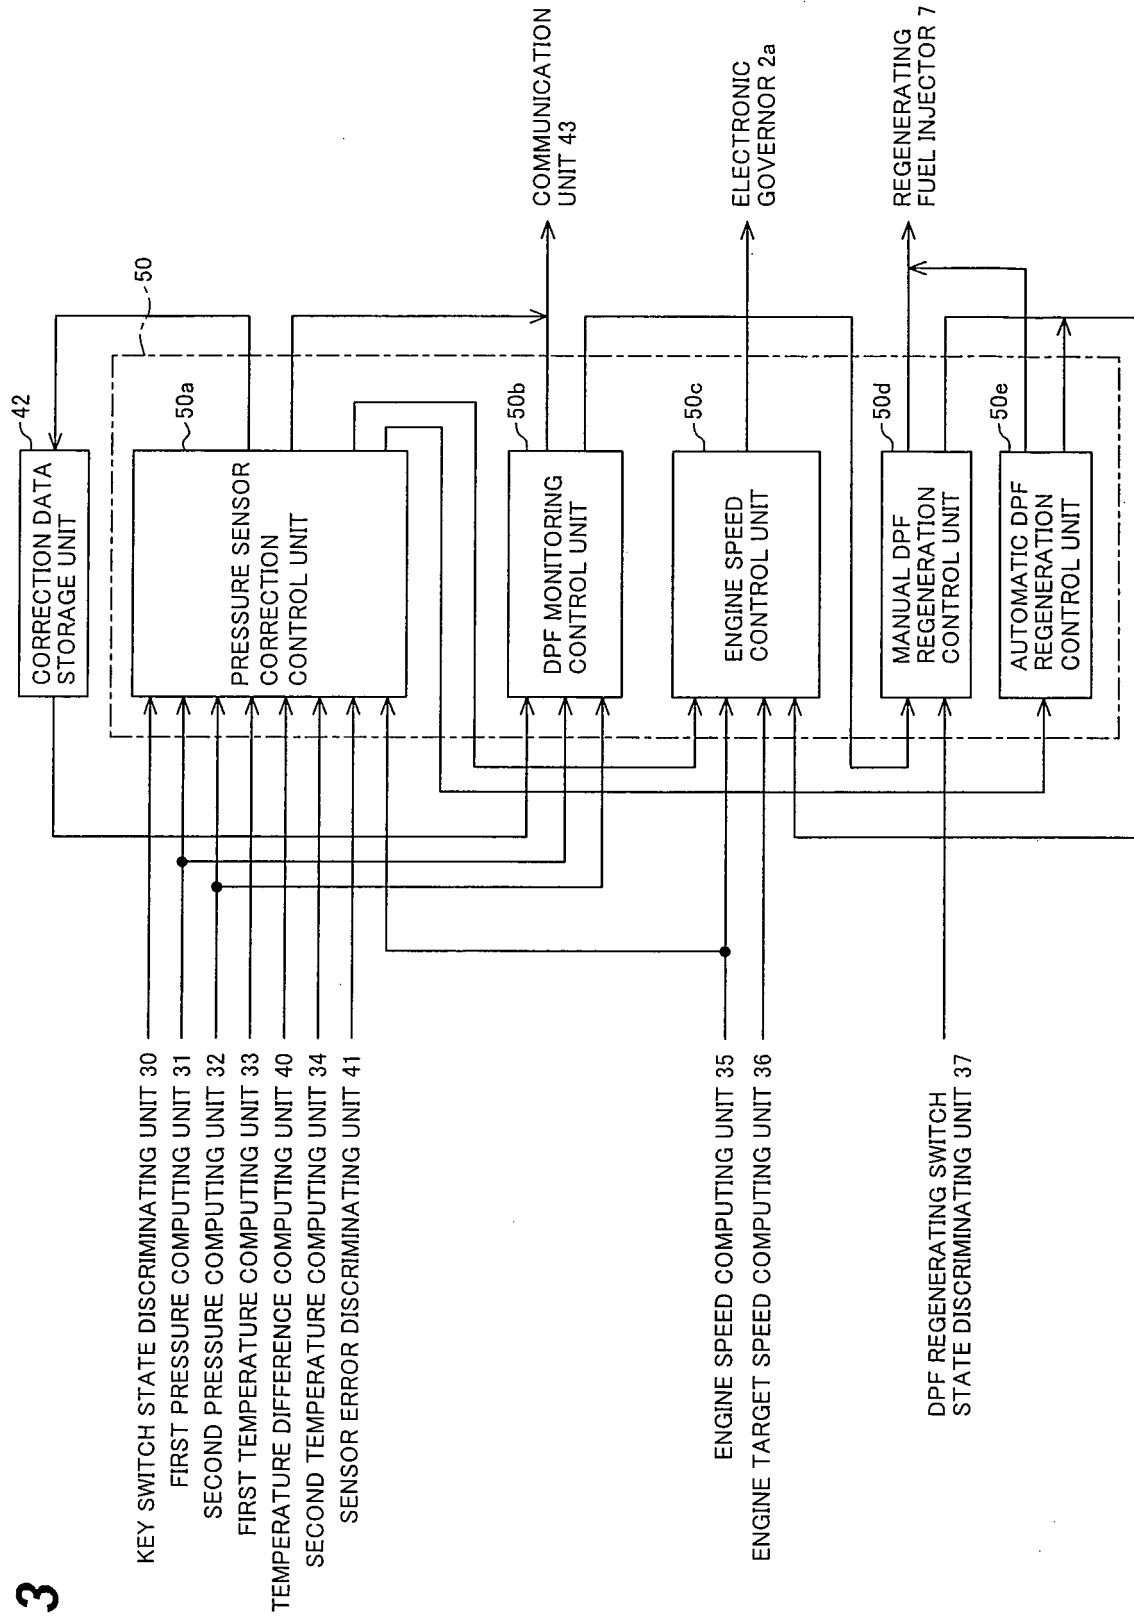 3
KEY SWITCH STATE DISCRIMINATING UNIT 30
FIRST PRESSURE COMPUTING UNIT 31
SECOND PRESSURE COMPUTING UNIT 32
FIRST TEMPERATURE COMPUTING UNIT 33
TEMPERATURE DIFFERENCE COMPUTING UNIT 40
SECOND TEMPERATURE COMPUTING UNIT 34
SENSOR ERROR DISCRIMINATING UNIT 41
ENGINE SPEED COMPUTING UNIT 35
ENGINE TARGET SPEED COMPUTING UNIT 36
DPF REGENERATING SWITCH
STATE DISCRIMINATING UNIT 37
42
CORRECTION DATA
STORAGE UNIT
50
50a
PRESSURE SENSOR
CORRECTION
CONTROL UNIT
50b
DPF MONITORING
CONTROL UNIT
50c
ENGINE SPEED
CONTROL UNIT
50d
MANUAL DPF
REGENERATION
CONTROL UNIT
50e
AUTOMATIC DPF
REGENERATION
CONTROL UNIT
COMMUNICATION
UNIT 43
ELECTRONIC
GOVERNOR 2a
REGENERATING
FUEL INJECTOR 7